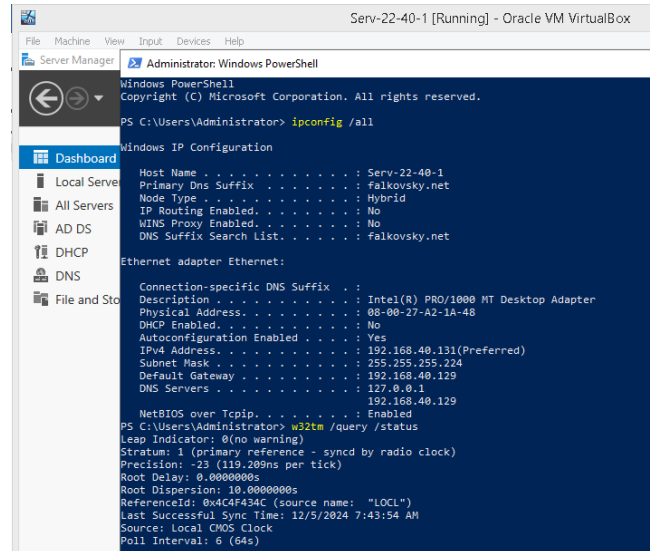 Serv-22-40-1 [Running] - Oracle VM VirtualBox
File Machine View Input Devices Help
Server Manager
Administrator: Windows PowerShell
Windows PowerShell
Copyright (C) Microsoft Corporation. All rights reserved.
PS C:\Users\Administrator> ipconfig /all
Windows IP Configuration
Host Name . . . . . . . . . . . . : Serv-22-40-1
Primary Dns Suffix . . . . . . . : falkovsky.net
Node Type . . . . . . . . . . . . : Hybrid
IP Routing Enabled. . . . . . . . : No
WINS Proxy Enabled. . . . . . . . : No
DNS Suffix Search List. . . . . . : falkovsky.net
Ethernet adapter Ethernet:
Connection-specific DNS Suffix . :
Description . . . . . . . . . . . : Intel(R) PRO/1000 MT Desktop Adapter
Physical Address. . . . . . . . . : 08-00-27-A2-1A-48
DHCP Enabled. . . . . . . . . . . : No
Autoconfiguration Enabled . . . . : Yes
IPv4 Address. . . . . . . . . . . : 192.168.40.131(Preferred)
Subnet Mask . . . . . . . . . . . : 255.255.255.224
Default Gateway . . . . . . . . . : 192.168.40.129
DNS Servers . . . . . . . . . . . : 127.0.0.1
192.168.40.129
NetBIOS over Tcpip. . . . . . . . : Enabled
PS C:\Users\Administrator> w32tm /query /status
Leap Indicator: 0(no warning)
Stratum: 1 (primary reference - syncd by radio clock)
Precision: -23 (119.209ns per tick)
Root Delay: 0.0000000s
Root Dispersion: 10.0000000s
ReferenceId: 0x4C4F434C (source name: "LOCL")
Last Successful Sync Time: 12/5/2024 7:43:54 AM
Source: Local CMOS Clock
Poll Interval: 6 (64s)
Dashboard
Local Serve
All Servers
AD DS
DHCP
DNS
File and Sto